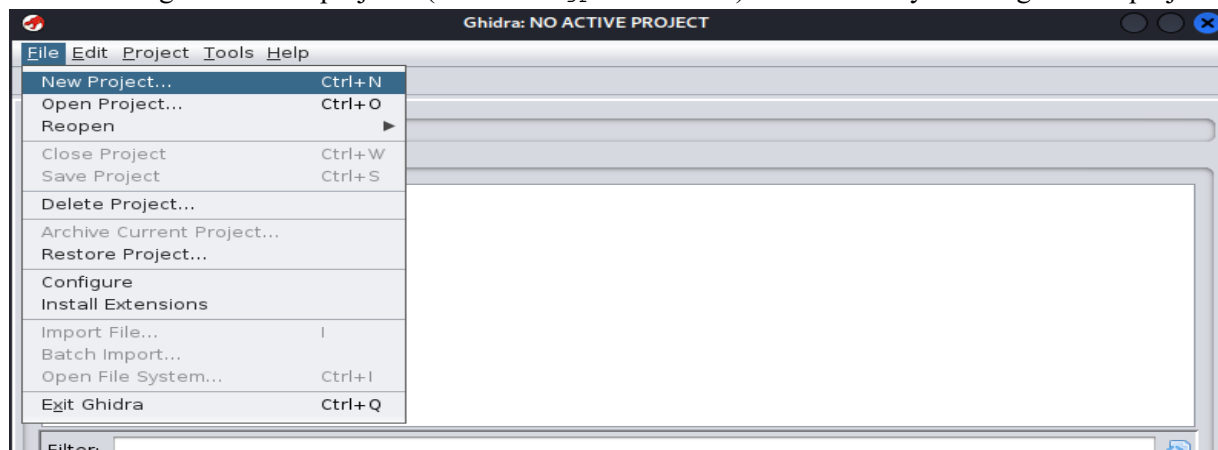 Ghidra: NO ACTIVE PROJECT
File Edit Project Tools Help
New Project... Ctrl+N
Open Project... Ctrl+O
Reopen
Close Project Ctrl+W
Save Project Ctrl+S
Delete Project...
Archive Current Project...
Restore Project...
Configure
Install Extensions
Import File... I
Batch Import...
Open File System... Ctrl+I
Exit Ghidra Ctrl+Q
Filter: